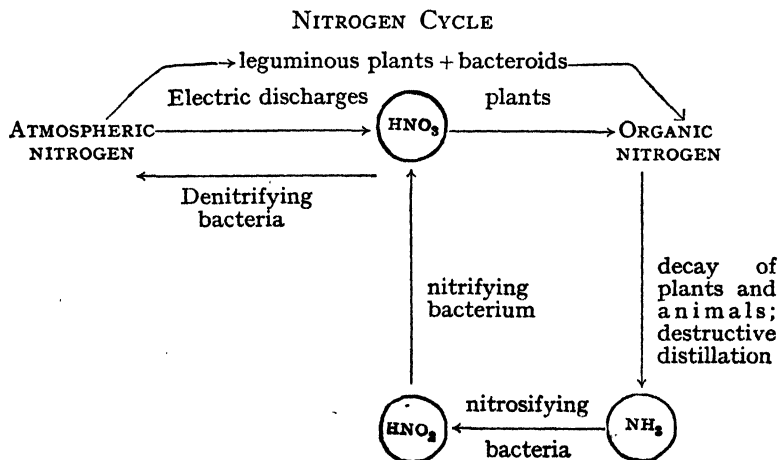 NITROGEN CYCLE
leguminous plants + bacteroids
Electric discharges
plants
ATMOSPHERIC
NITROGEN
HNO₃
ORGANIC
NITROGEN
Denitrifying
bacteria
nitrifying
bacterium
decay of
plants and
animals;
destructive
distillation
HNO₂
nitrosifying
bacteria
NH₃